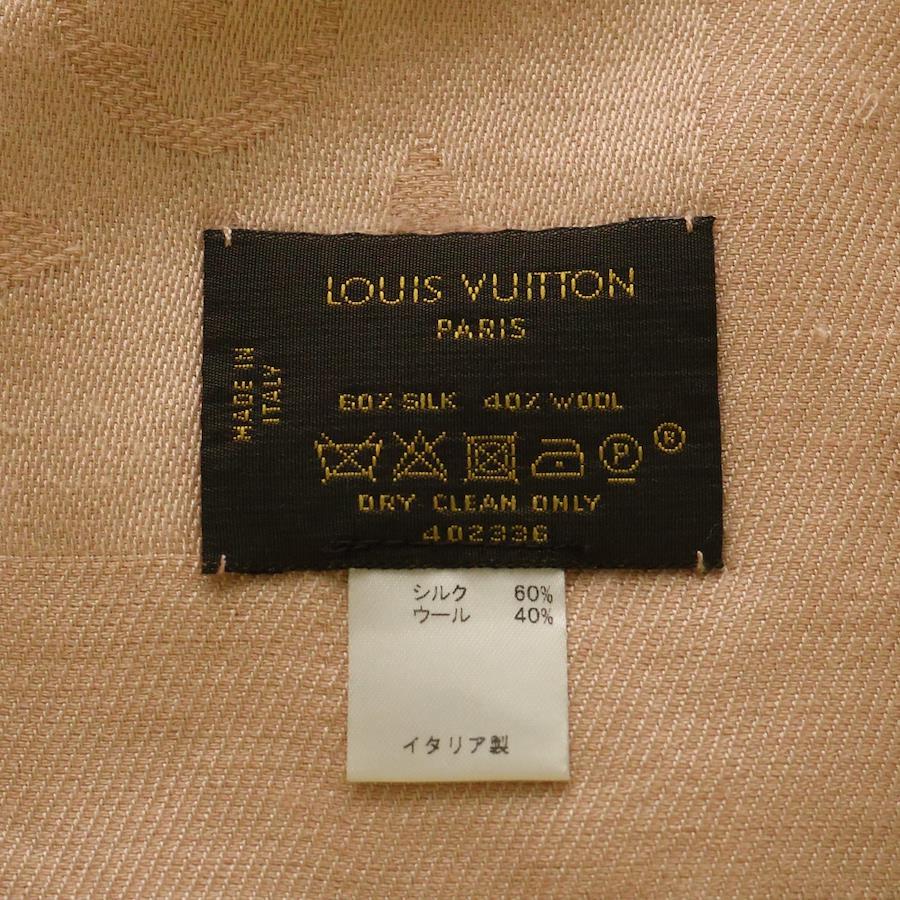 LOUIS VUITTON
PARIS
MADE IN
ITALY
60% SILK 40% WOOL
P
®
DRY CLEAN ONLY
402336
シルク 60%
ウール 40%
イタリア製